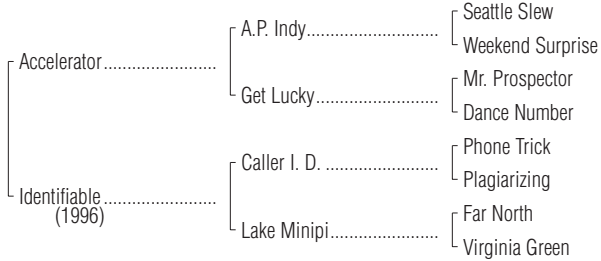 Seattle Slew
A.P. Indy
Weekend Surprise
Accelerator
Mr. Prospector
Get Lucky
Dance Number
Phone Trick
Caller I. D.
Plagiarizing
Identifiable
(1996)
Far North
Lake Minipi
Virginia Green